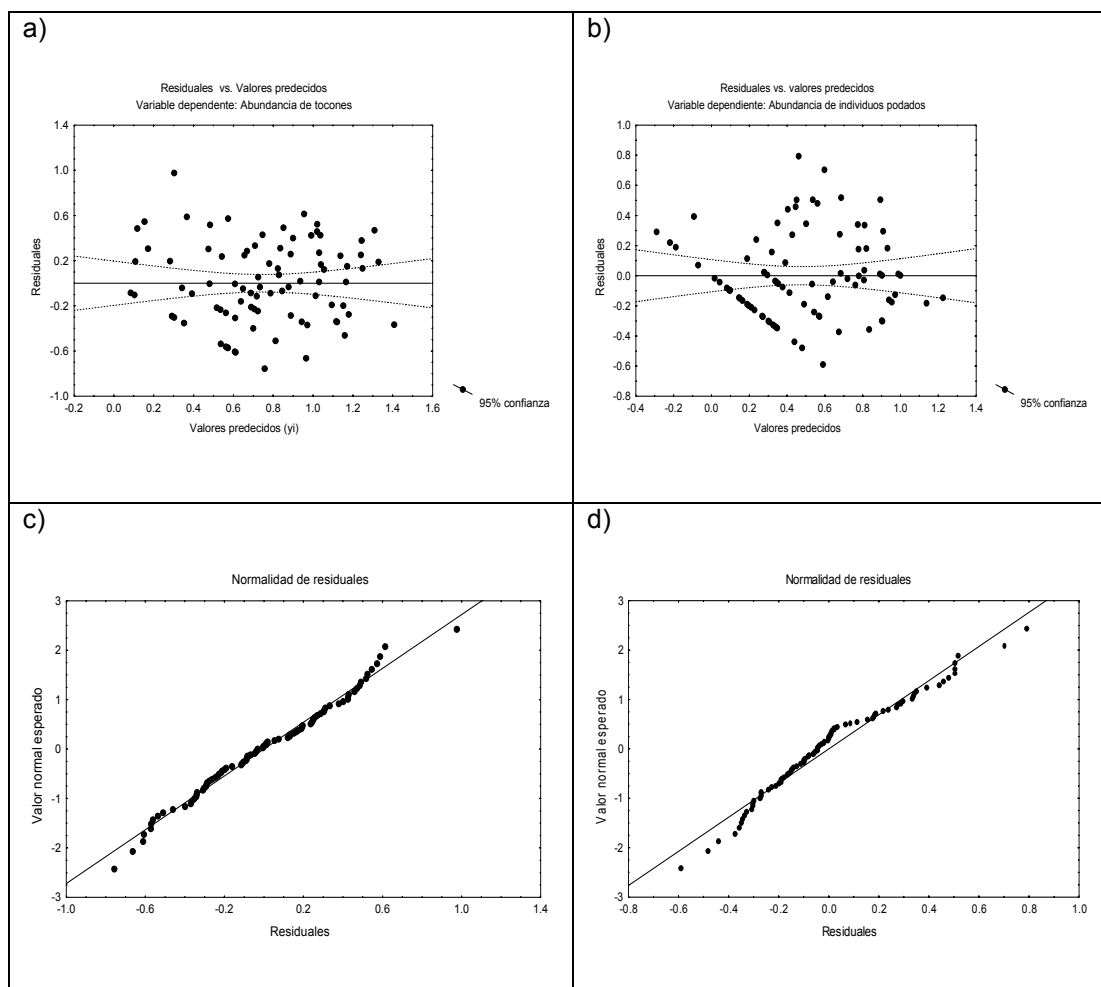 a)
Residuales vs. Valores predecidos
Variable dependente: Abundancia de tocones
1.4
1.0
0.6
0.2
-0.2
-0.6
-1.0
Residuales
-0.2 0.0 0.2 0.4 0.6 0.8 1.0 1.2 1.4 1.6
Valores predecidos (yi)
95% confianza
b)
Residuales vs. valores predecidos
Variable dependiente: Abundancia de individuos podados
1.0
0.8
0.6
0.4
0.2
0.0
-0.2
-0.4
-0.6
-0.8
Residuales
-0.4 -0.2 0.0 0.2 0.4 0.6 0.8 1.0 1.2 1.4
Valores predecidos
95% confianza
c)
Normalidad de residuales
3
2
1
0
-1
-2
-3
Valor normal esperado
-1.0 -0.6 -0.2 0.2 0.6 1.0 1.4
Residuales
d)
Normalidad de residuales
3
2
1
0
-1
-2
-3
Valor normal esperado
-0.8 -0.6 -0.4 -0.2 0.0 0.2 0.4 0.6 0.8 1.0
Residuales